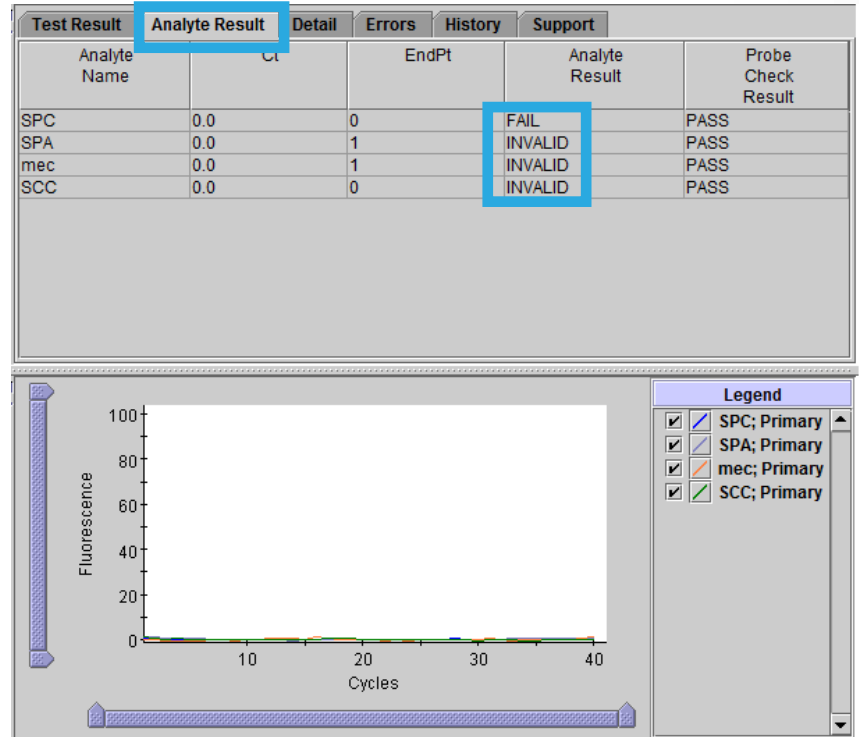 Test Result Analyte Result Detail Errors History Support
Analyte Name Ct EndPt Analyte Result Probe Check Result
SPC 0.0 0 FAIL PASS
SPA 0.0 1 INVALID PASS
mec 0.0 1 INVALID PASS
SCC 0.0 0 INVALID PASS
Legend
SPC; Primary
SPA; Primary
mec; Primary
SCC; Primary
100
80
60
40
20
0
Fluorescence
10 20 30 40
Cycles